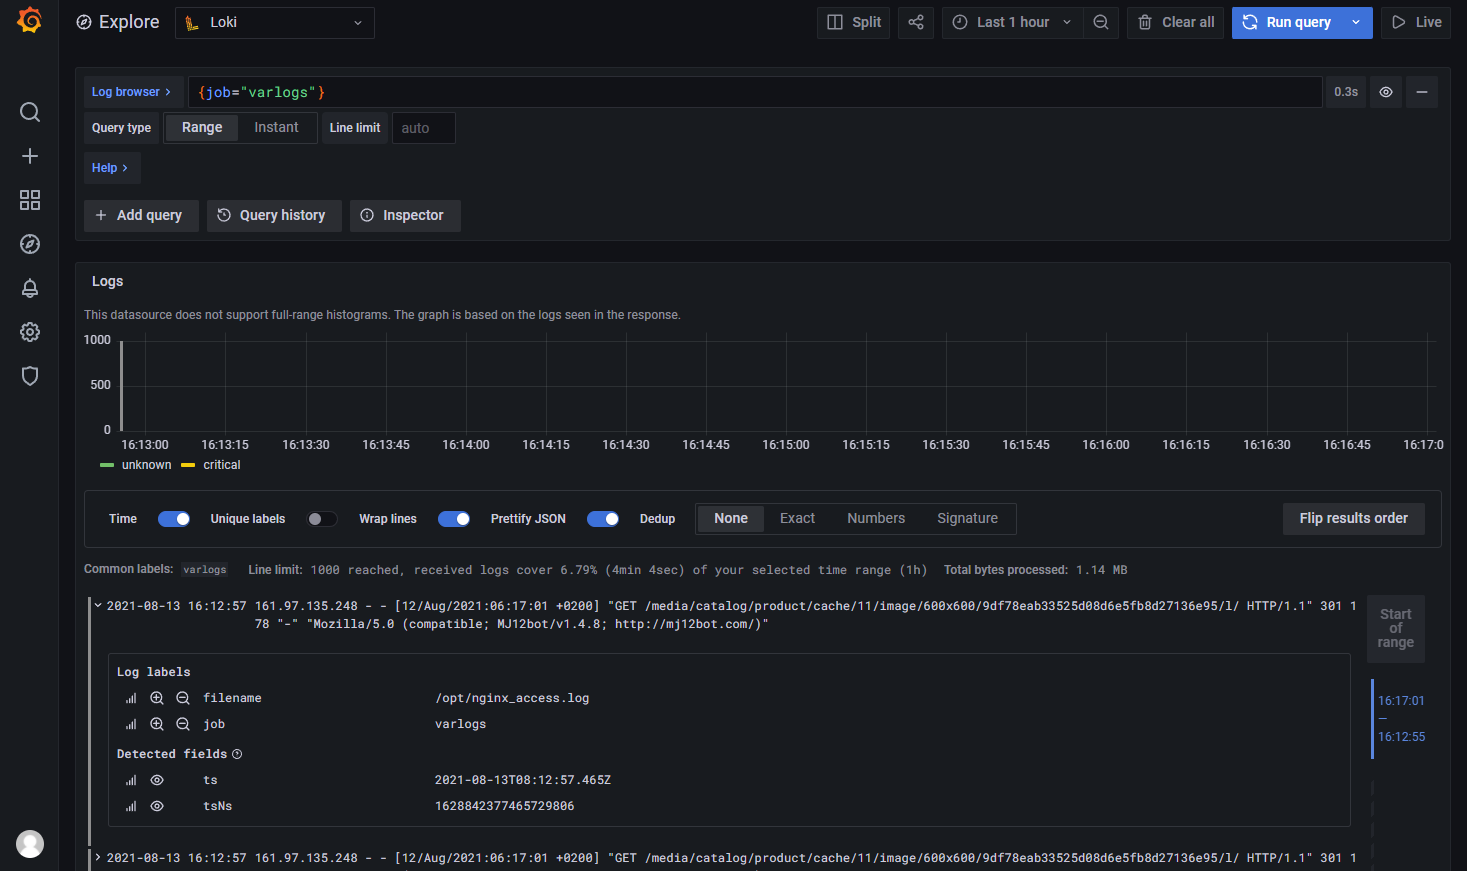 Explore
Loki
Split
Last 1 hour
Clear all
Run query
Live
Log browser >
{job="varlogs"}
0.3s
Query type
Range
Instant
Line limit
auto
Help >
+ Add query
Query history
Inspector
Logs
This datasource does not support full-range histograms. The graph is based on the logs seen in the response.
1000
500
0
16:13:00 16:13:15 16:13:30 16:13:45 16:14:00 16:14:15 16:14:30 16:14:45 16:15:00 16:15:15 16:15:30 16:15:45 16:16:00 16:16:15 16:16:30 16:16:45 16:17:0
unknown critical
Time
Unique labels
Wrap lines
Prettify JSON
Dedup
None
Exact
Numbers
Signature
Flip results order
Common labels: varlogs Line limit: 1000 reached, received logs cover 6.79% (4min 4sec) of your selected time range (1h) Total bytes processed: 1.14 MB
2021-08-13 16:12:57 161.97.135.248 - - [12/Aug/2021:06:17:01 +0200] "GET /media/catalog/product/cache/11/image/600x600/9df78eab33525d08d6e5fb8d27136e95/l/ HTTP/1.1" 301 1
78 "-" "Mozilla/5.0 (compatible; MJ12bot/v1.4.8; http://mj12bot.com/)"
Start
of
range
Log labels
filename /opt/nginx_access.log
job varlogs
Detected fields
ts 2021-08-13T08:12:57.465Z
tsNs 1628842377465729806
16:17:01
—
16:12:55
2021-08-13 16:12:57 161.97.135.248 - - [12/Aug/2021:06:17:01 +0200] "GET /media/catalog/product/cache/11/image/600x600/9df78eab33525d08d6e5fb8d27136e95/l/ HTTP/1.1" 301 1